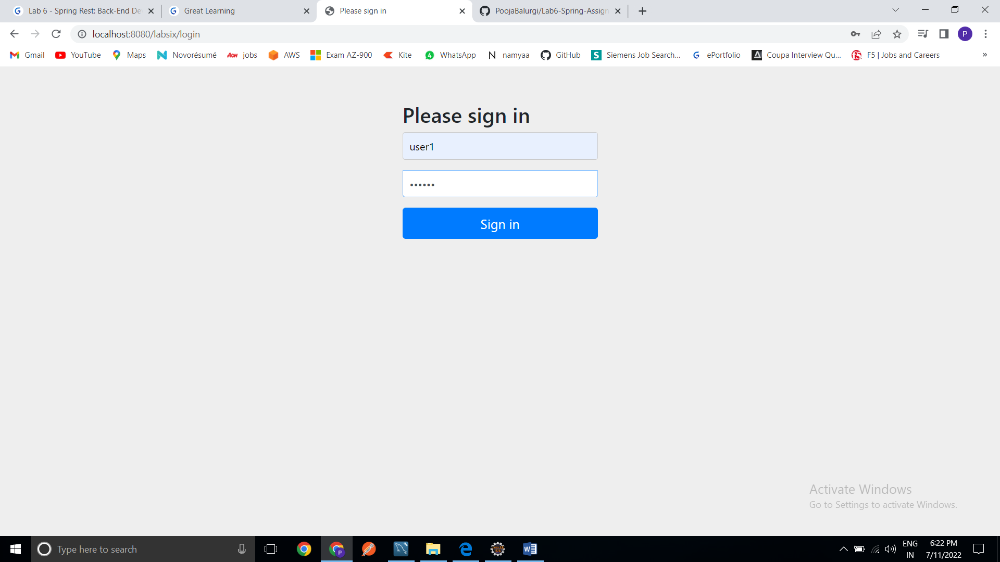 Lab 6 - Spring Rest: Back-End De
Great Learning
Please sign in
PoojaBalurgi/Lab6-Spring-Assign
localhost:8080/labsix/login
P
Gmail
YouTube
Maps
Novorésumé
AON jobs
AWS
Exam AZ-900
Kite
4 WhatsApp
N namyaa
GitHub
S Siemens Job Search...
G ePortfolio
Coupa Interview Qu...
F5 | Jobs and Careers
»
Please sign in
user1
••••••
Sign in
Activate Windows
Go to Settings to activate Windows.
Type here to search
ENG
IN
6:22 PM
7/11/2022